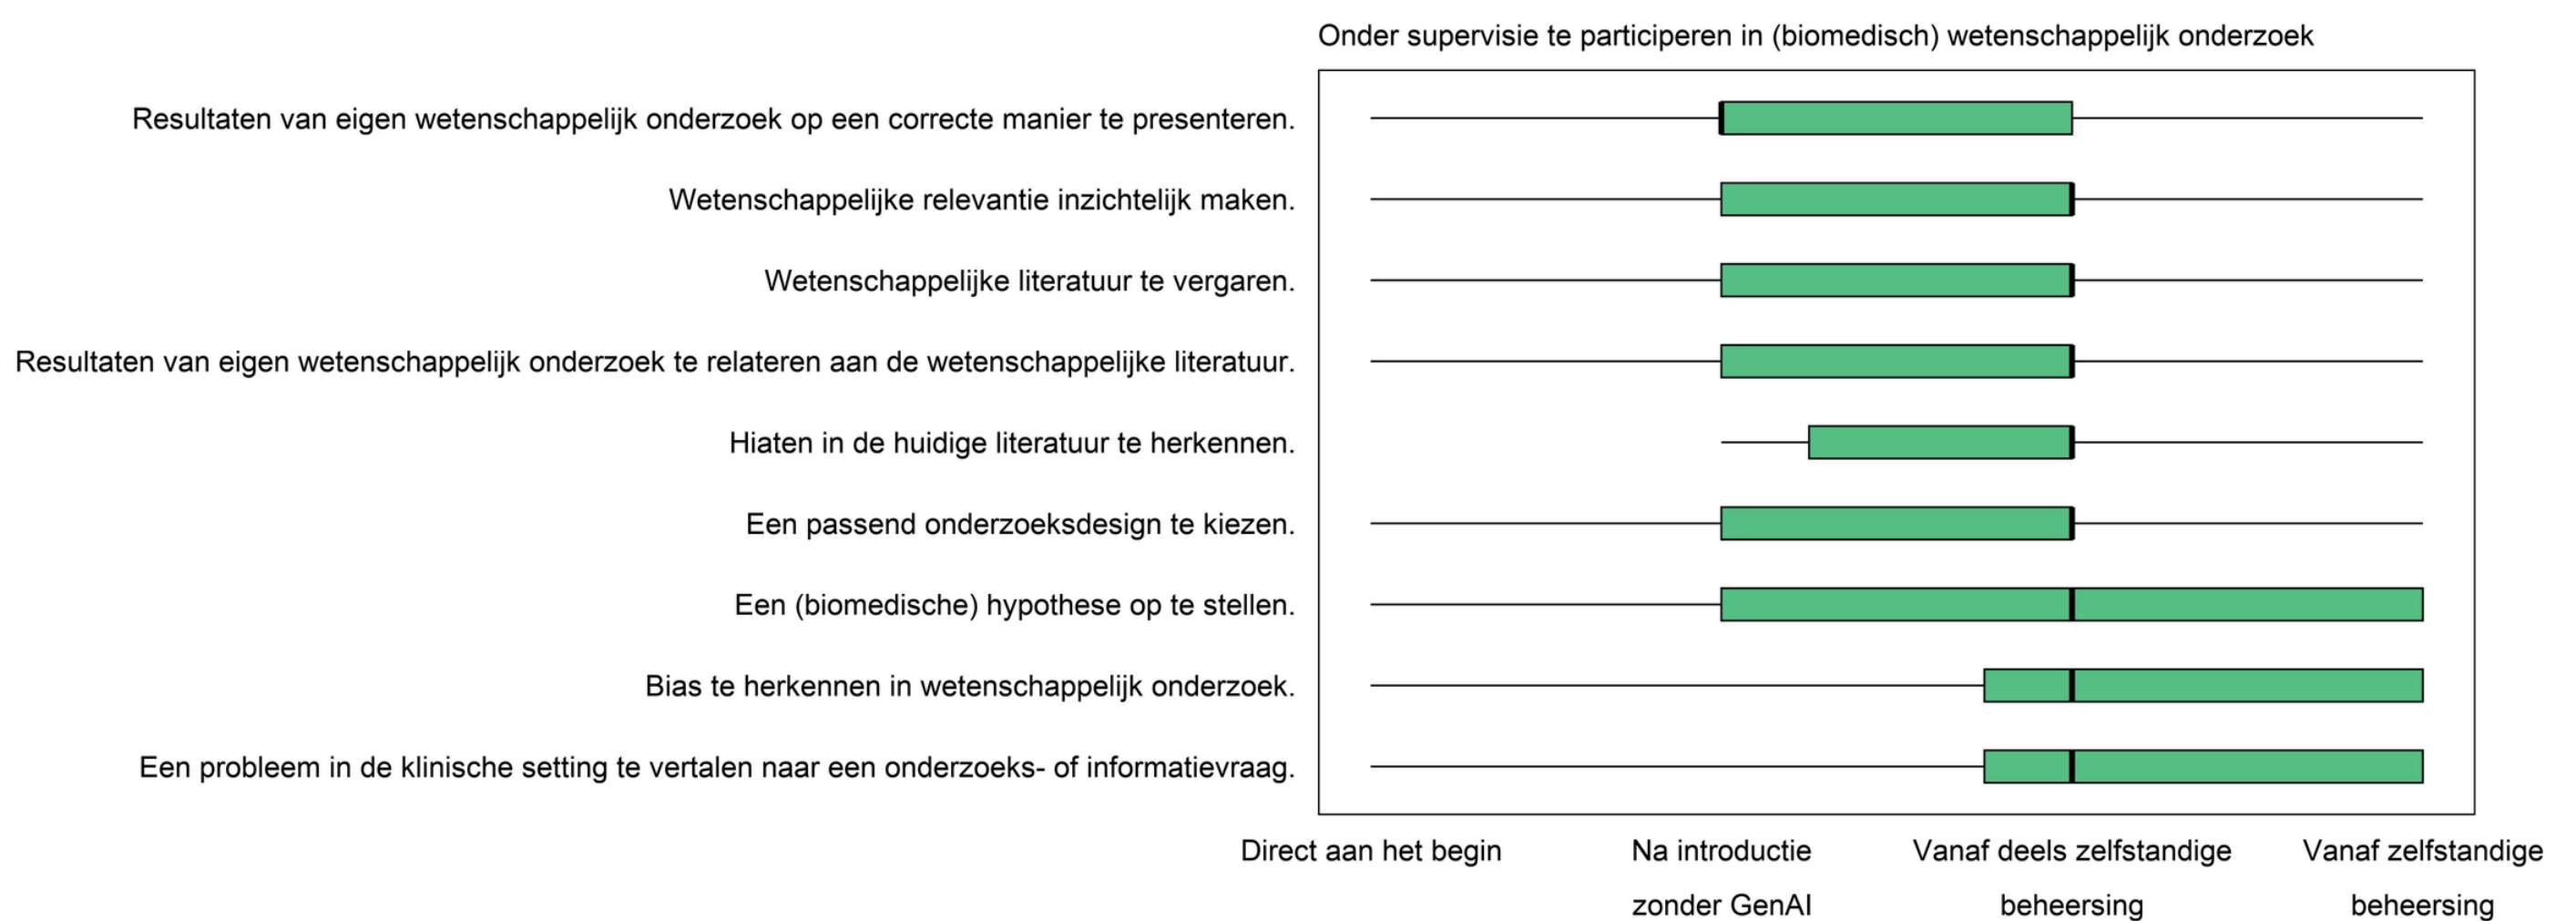 Onder supervisie te participeren in (biomedisch) wetenschappelijk onderzoek
Resultaten van eigen wetenschappelijk onderzoek op een correcte manier te presenteren.
Wetenschappelijke relevantie inzichtelijk maken.
Wetenschappelijke literatuur te vergaren.
Resultaten van eigen wetenschappelijk onderzoek te relateren aan de wetenschappelijke literatuur.
Hiaten in de huidige literatuur te herkennen.
Een passend onderzoeksdesign te kiezen.
Een (biomedische) hypothese op te stellen.
Bias te herkennen in wetenschappelijk onderzoek.
Een probleem in de klinische setting te vertalen naar een onderzoeks- of informatievraag.
Direct aan het begin
Na introductie
zonder GenAI
Vanaf deels zelfstandige
beheersing
Vanaf zelfstandige
beheersing